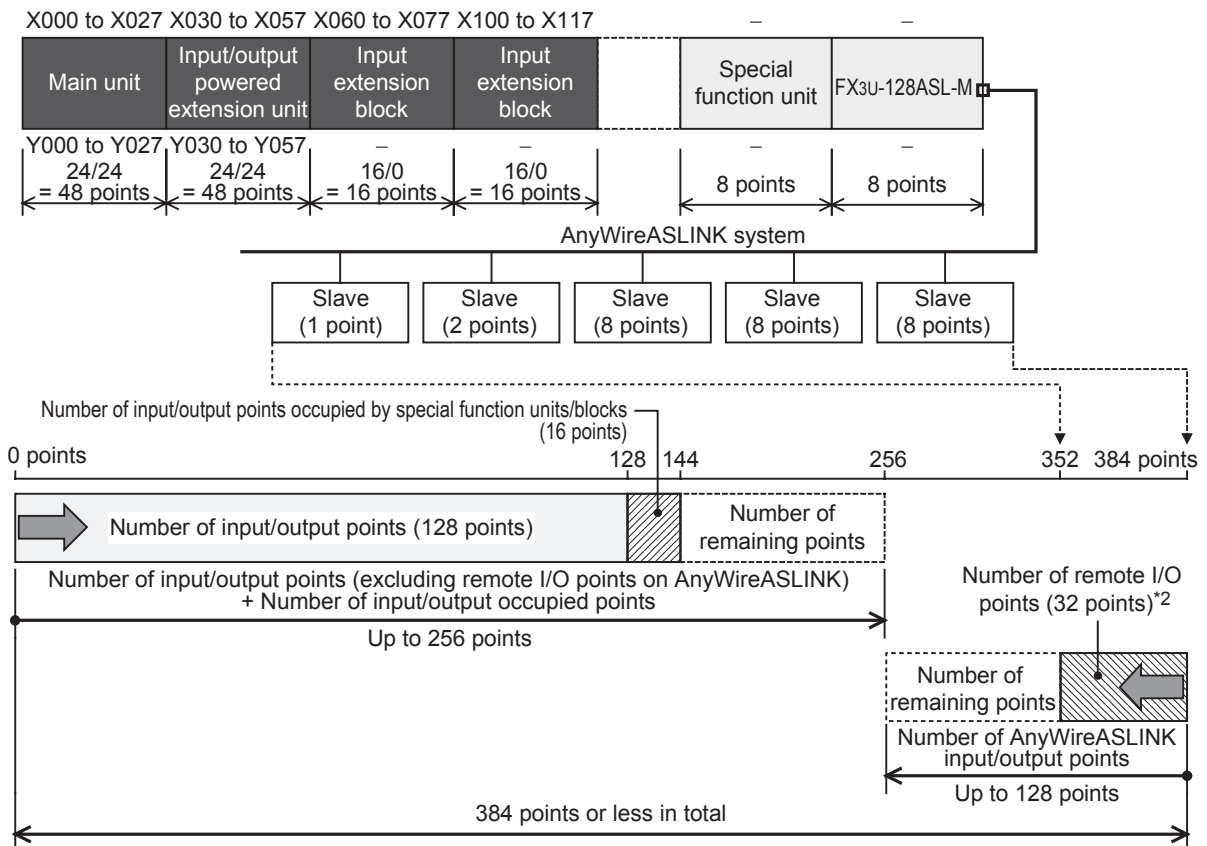 X000 to X027 X030 to X057 X060 to X077 X100 to X117 –
Main unit
Input/output
powered
extension unit
Input
extension
block
Input
extension
block
Special
function unit
FX3U-128ASL-M
Y000 to Y027 Y030 to Y057 – – – –
24/24
= 48 points
24/24
= 48 points
16/0
= 16 points
16/0
= 16 points
8 points
8 points
AnyWireASLINK system
Slave
(1 point)
Slave
(2 points)
Slave
(8 points)
Slave
(8 points)
Slave
(8 points)
Number of input/output points occupied by special function units/blocks
(16 points)
0 points 128 144 256 352 384 points
Number of input/output points (128 points)
Number of
remaining points
Number of input/output points (excluding remote I/O points on AnyWireASLINK)
+ Number of input/output occupied points
Up to 256 points
Number of remote I/O
points (32 points)*2
Number of
remaining points
Number of AnyWireASLINK
input/output points
Up to 128 points
384 points or less in total